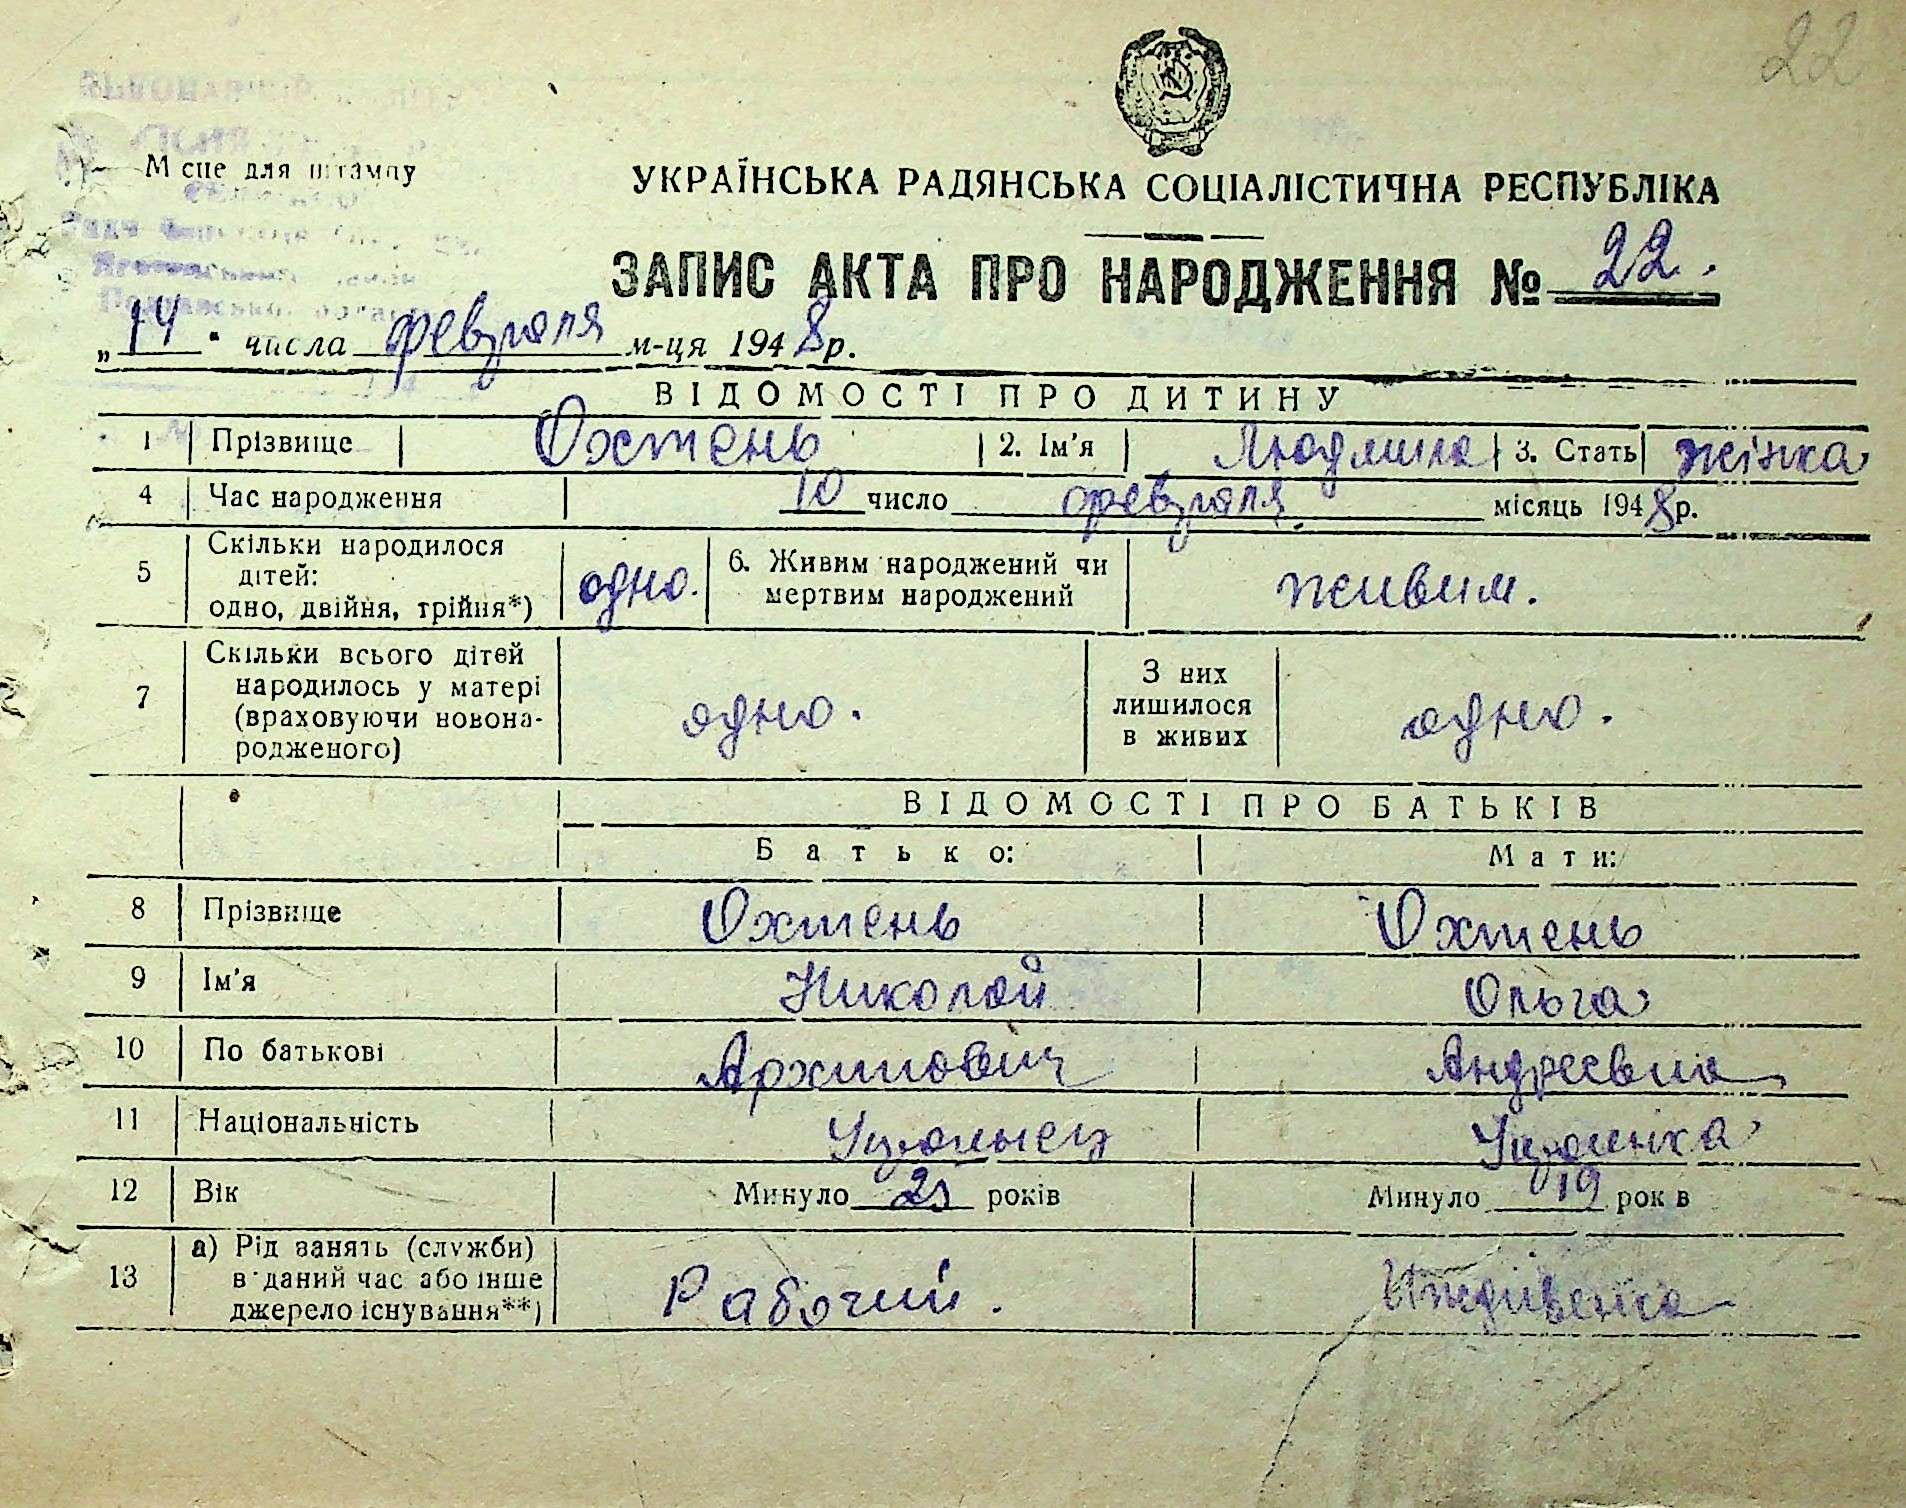 22
Місце для штампу
УКРАЇНСЬКА РАДЯНСЬКА СОЦІАЛІСТИЧНА РЕСПУБЛІКА
ЗАПИС АКТА ПРО НАРОДЖЕННЯ № 22.
„14“ числа февраля м-ця 1948 р.
ВІДОМОСТІ ПРО ДИТИНУ
1 Прізвище Охтень 2. Ім'я Людмила 3. Стать жінка
4 Час народження 10 число февраля місяць 1948 р.
5 Скільки народилося дітей: одно, двійня, трійня*) одно. 6. Живим народжений чи мертвим народжений живим.
7 Скільки всього дітей народилось у матері (враховуючи новонародженого) одно. З них лишилося в живих одно.
ВІДОМОСТІ ПРО БАТЬКІВ
Батько: Мати:
8 Прізвище Охтень Охтень
9 Ім'я Николай Ольга
10 По батькові Архипович Андреевна
11 Національність
12 Вік Минуло років Минуло 19 років
13 а) Рід занять (служби) в даний час або інше джерело існування**) Рабочий. Иждівенка